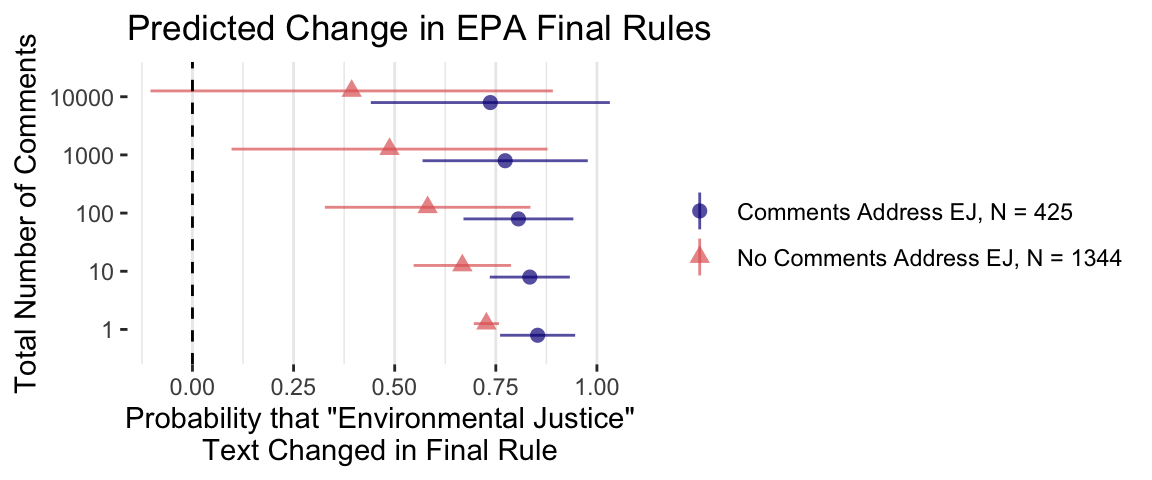 Predicted Change in EPA Final Rules
Total Number of Comments
10000
1000
100
10
1
0.00 0.25 0.50 0.75 1.00
Probability that "Environmental Justice"
Text Changed in Final Rule
Comments Address EJ, N = 425
No Comments Address EJ, N = 1344